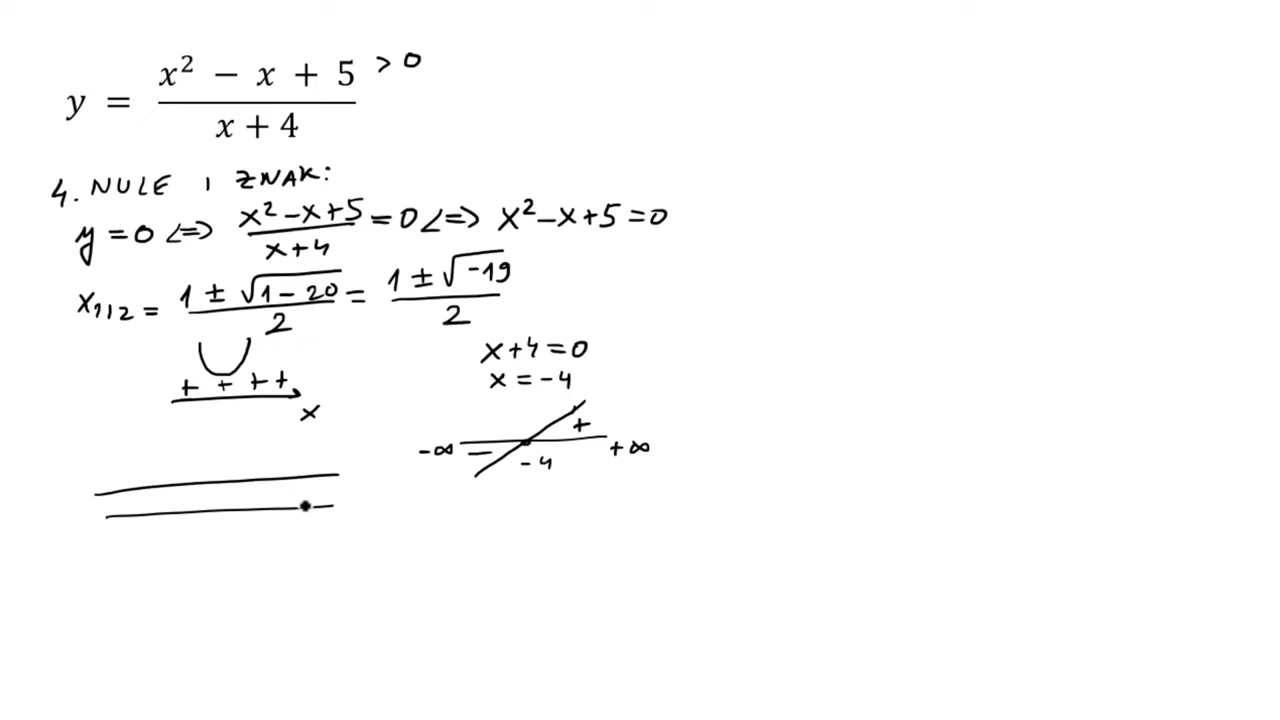 y = (x² − x + 5)/(x + 4) > 0
4. NULE I ZNAK:
y = 0 <=> (x² − x + 5)/(x + 4) = 0 <=> x² − x + 5 = 0
x₁,₂ = (1 ± √(1 − 20))/2 = (1 ± √(−19))/2
x + 4 = 0
x = −4
+ + + +
x
−∞ − −4 + +∞